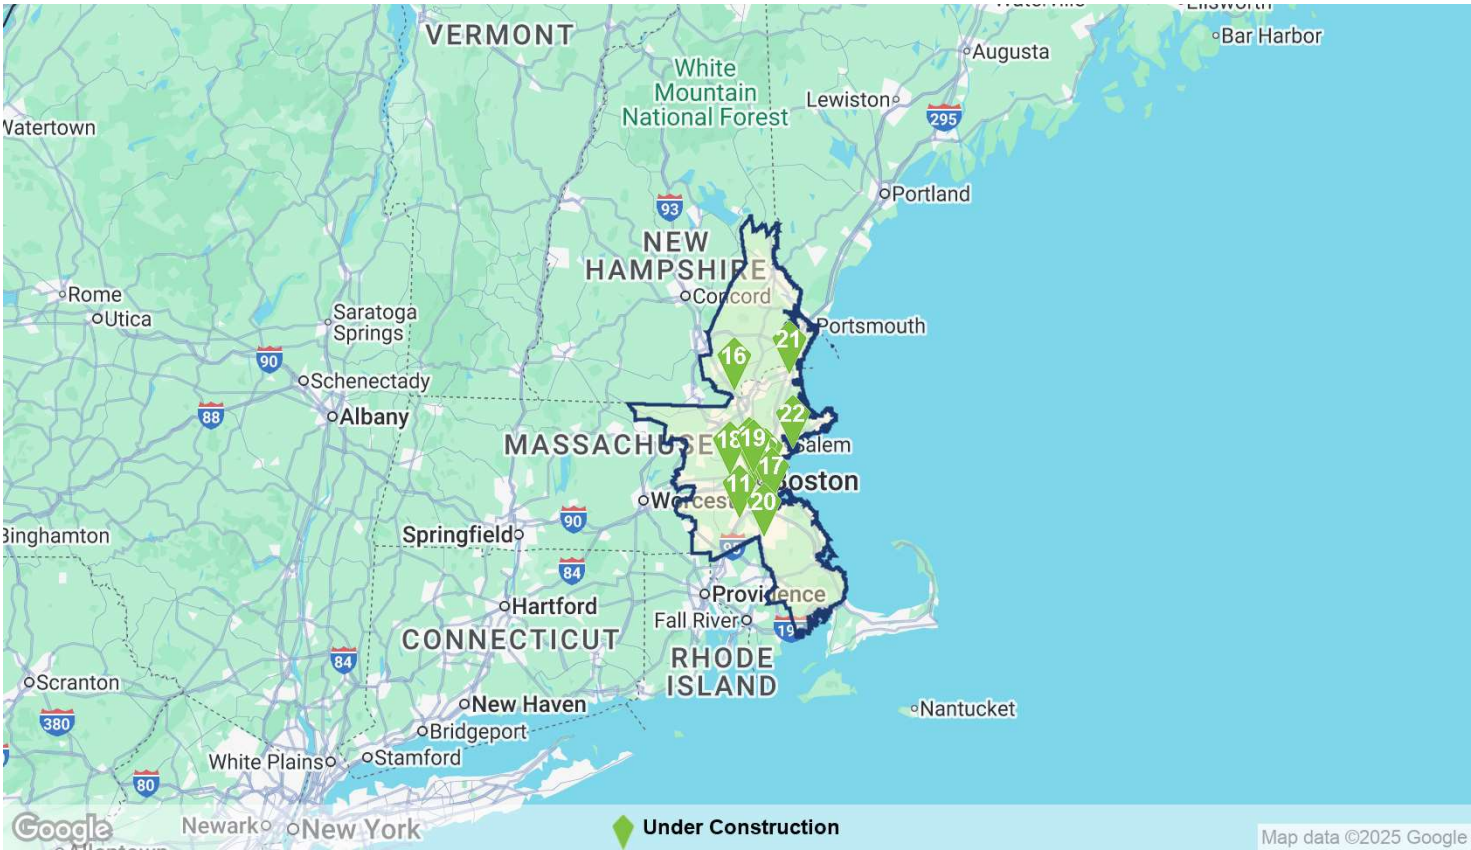 VERMONT
White
Mountain
National Forest
Augusta
Bar Harbor
Lewiston
295
Watertown
Portland
93
NEW
HAMPSHIRE
Concord
Rome
Utica
Saratoga
Springs
Portsmouth
21
16
90
Schenectady
88
Albany
22
MASSACHUSE
18
19
Salem
17
Boston
11
Worcest
20
90
Springfield
Binghamton
84
Hartford
Providence
Fall River
195
CONNECTICUT
84
RHODE
ISLAND
Scranton
380
New Haven
Nantucket
Bridgeport
White Plains
Stamford
80
Under Construction
Google
Newark
New York
Map data ©2025 Google